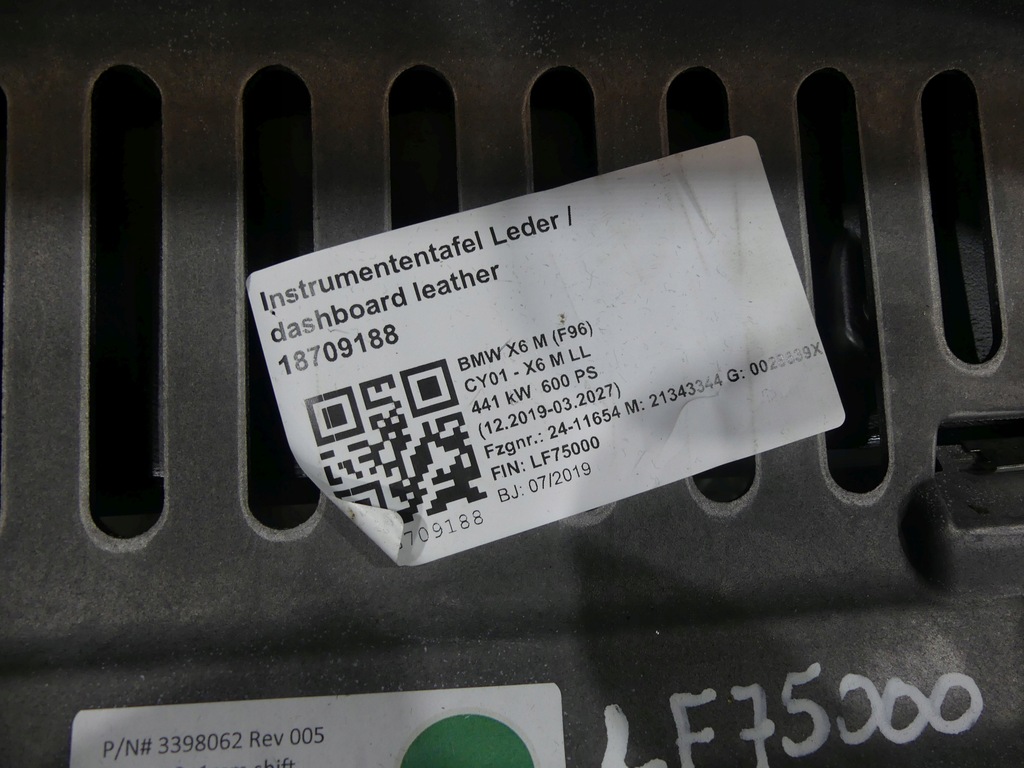 Instrumententafel Leder /
dashboard leather
18709188
BMW X6 M (F96)
CY01 - X6 M LL
441 kW 600 PS
(12.2019-03.2027)
Fzgnr.: 24-11654 M: 21343344 G: 0025839X
FIN: LF75000
BJ: 07/2019
709188
P/N# 3398062 Rev 005
shift
LF75000